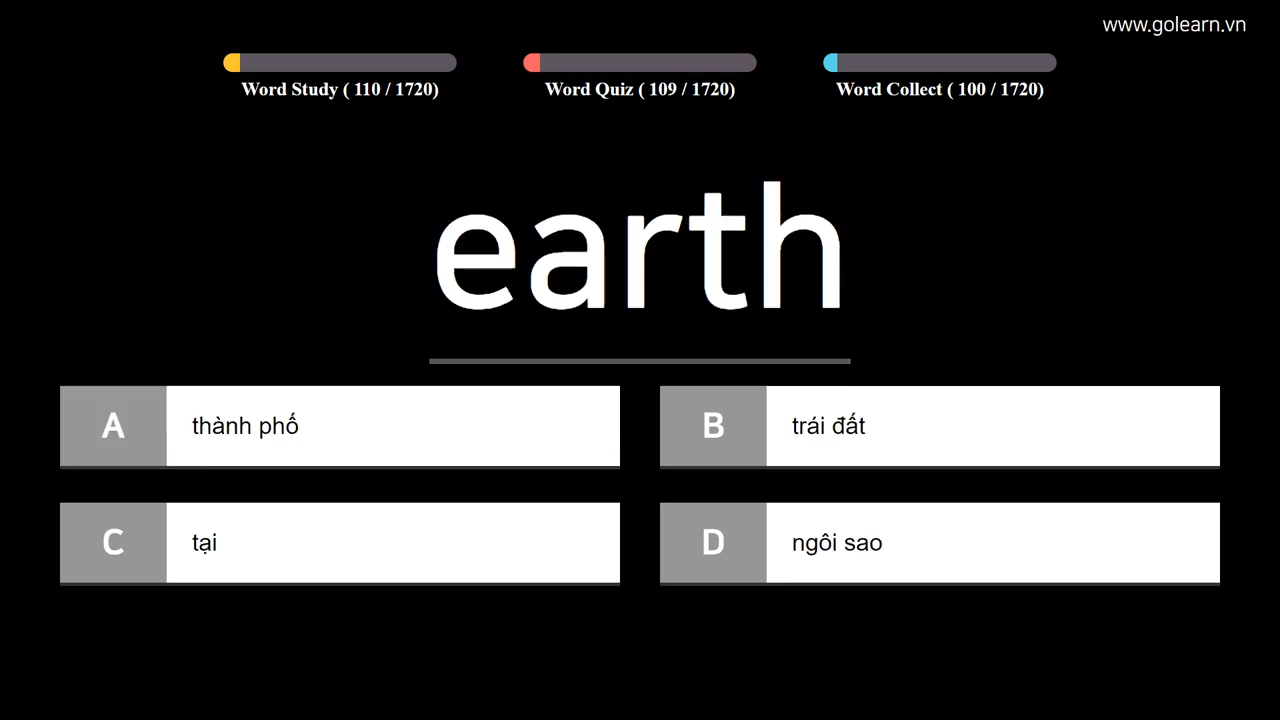 www.golearn.vn
Word Study ( 110 / 1720)
Word Quiz ( 109 / 1720)
Word Collect ( 100 / 1720)
earth
A thành phố
B trái đất
C tại
D ngôi sao